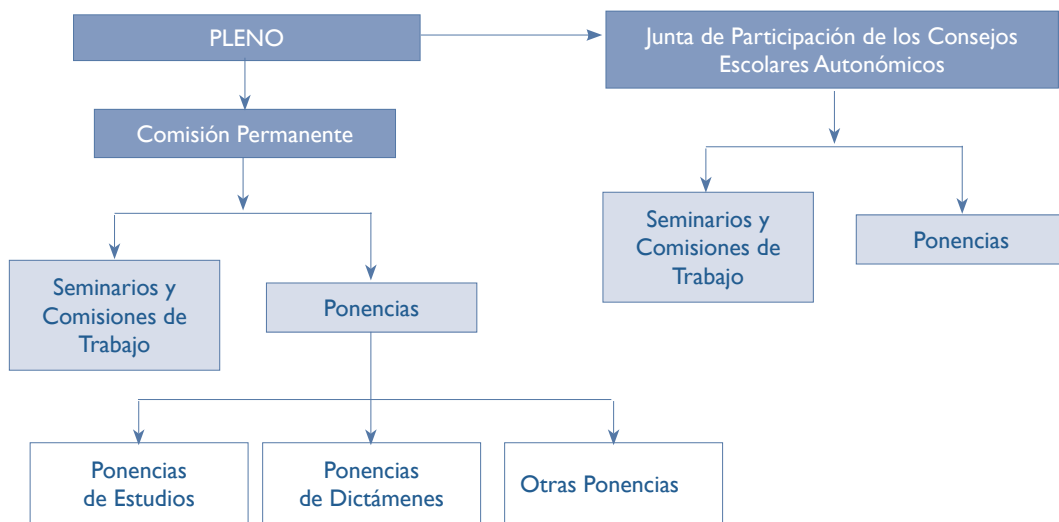 PLENO
Junta de Participación de los Consejos
Escolares Autonómicos
Comisión Permanente
Seminarios y
Comisiones de
Trabajo
Ponencias
Seminarios y
Comisiones de
Trabajo
Ponencias
Ponencias
de Estudios
Ponencias
de Dictámenes
Otras Ponencias